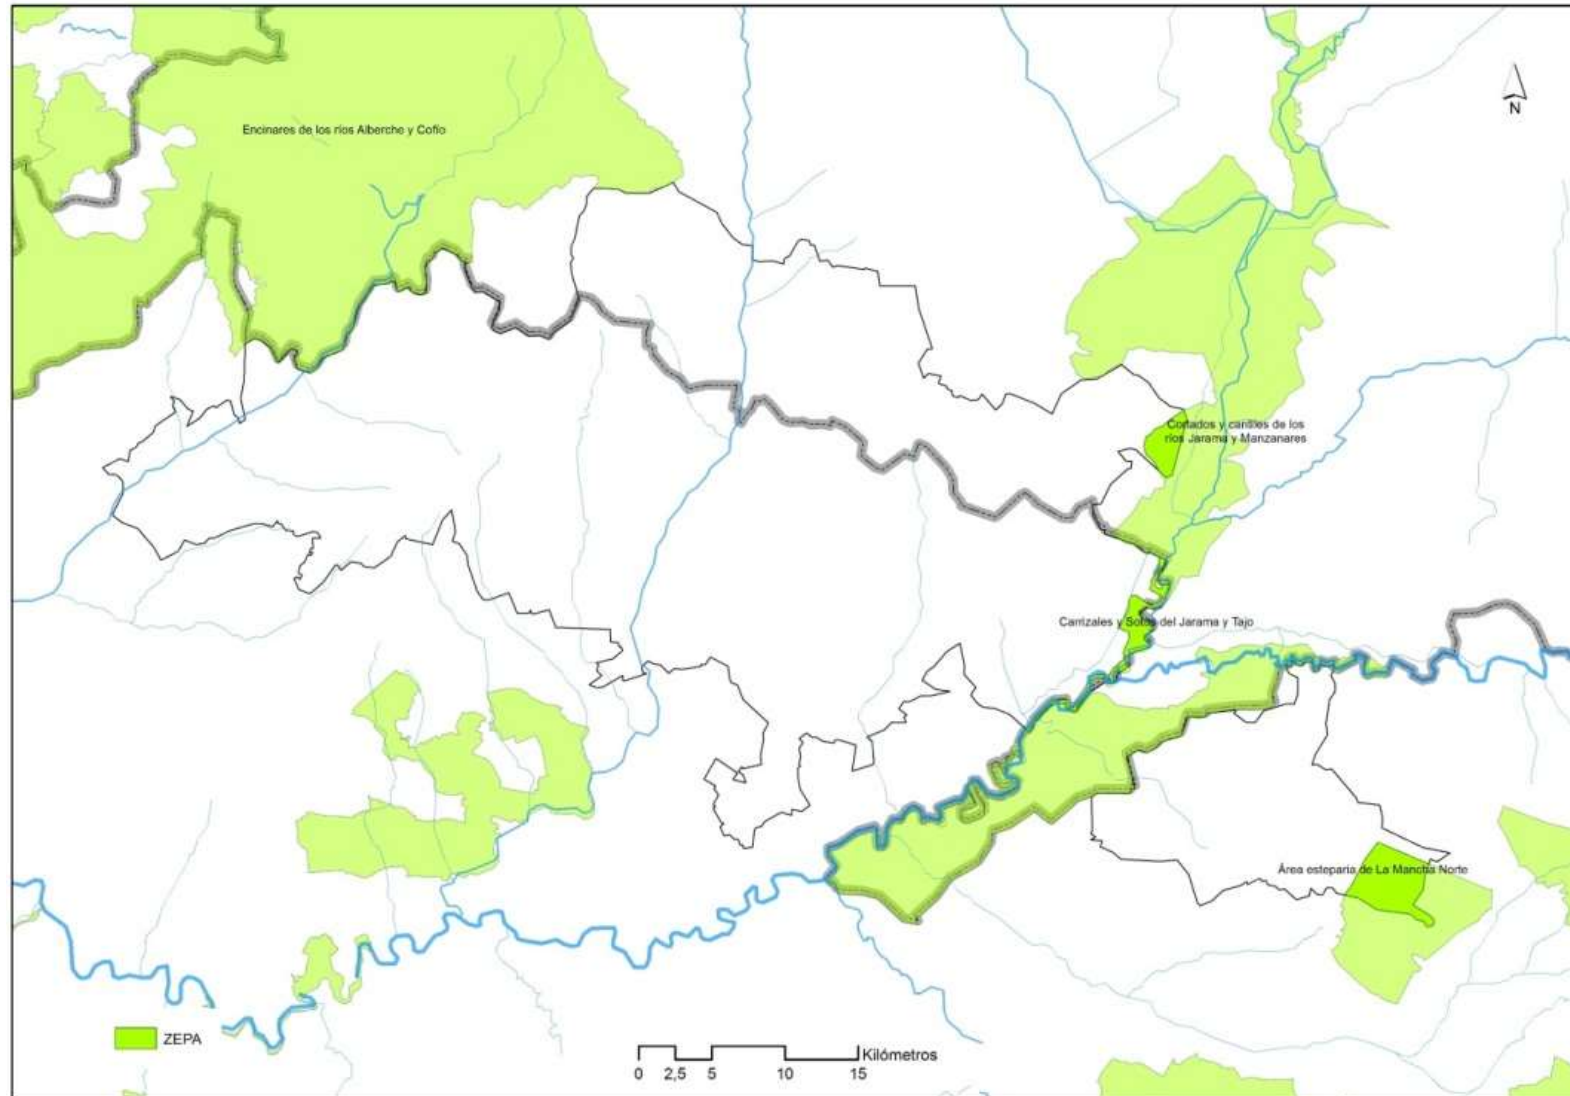 Encinares de los ríos Alberche y Cofio
N
Cortados y cantiles de los
ríos Jarama y Manzanares
Carrizales y Sotos del Jarama y Tajo
Área esteparia de La Mancha Norte
ZEPA
Kilómetros
0 2,5 5 10 15